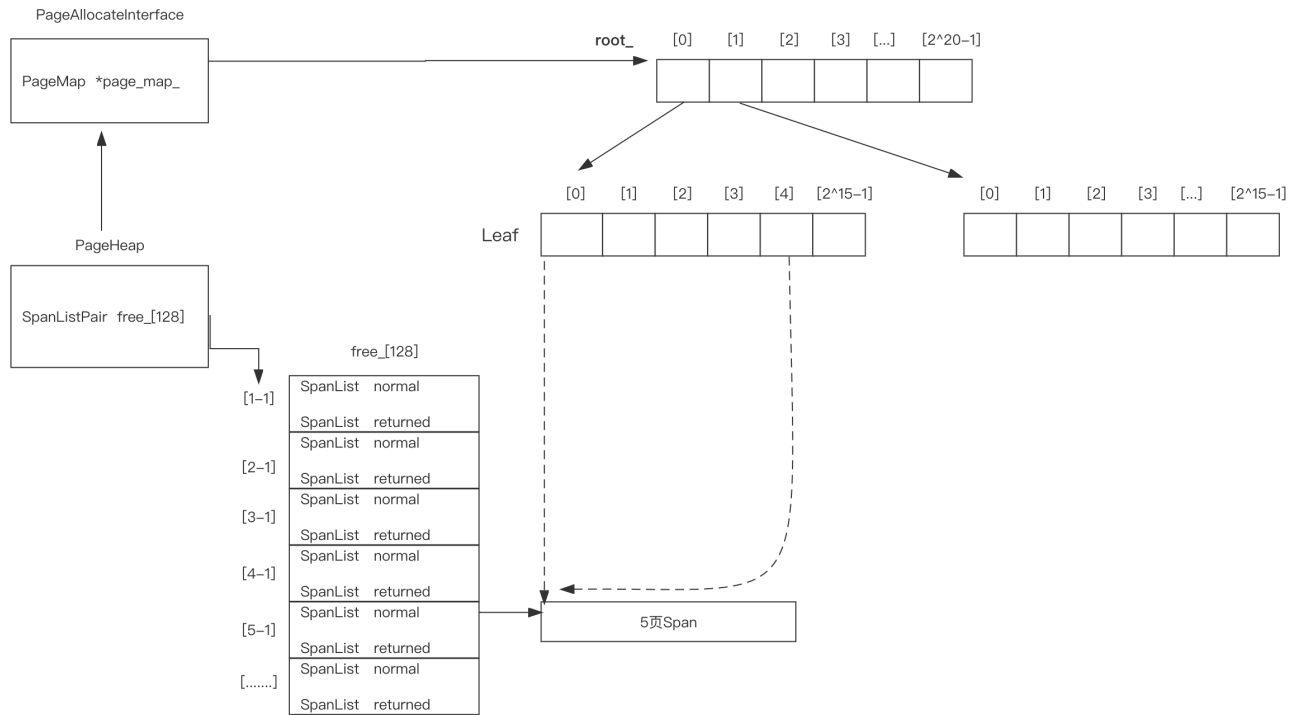 PageAllocateInterface
PageMap *page_map_
root_ [0] [1] [2] [3] [...] [2^20-1]
[0] [1] [2] [3] [4] [2^15-1]
[0] [1] [2] [3] [...] [2^15-1]
Leaf
PageHeap
SpanListPair free_[128]
free_[128]
[1-1]
SpanList normal
SpanList returned
[2-1]
SpanList normal
SpanList returned
[3-1]
SpanList normal
SpanList returned
[4-1]
SpanList normal
SpanList returned
[5-1]
SpanList normal
SpanList returned
[.......]
SpanList normal
SpanList returned
5页Span